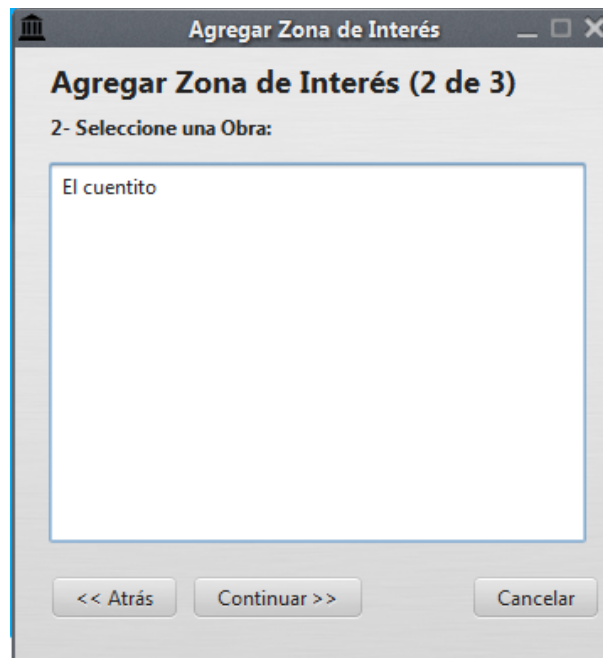 Agregar Zona de Interés
Agregar Zona de Interés (2 de 3)
2- Seleccione una Obra:
El cuentito
<< Atrás
Continuar >>
Cancelar